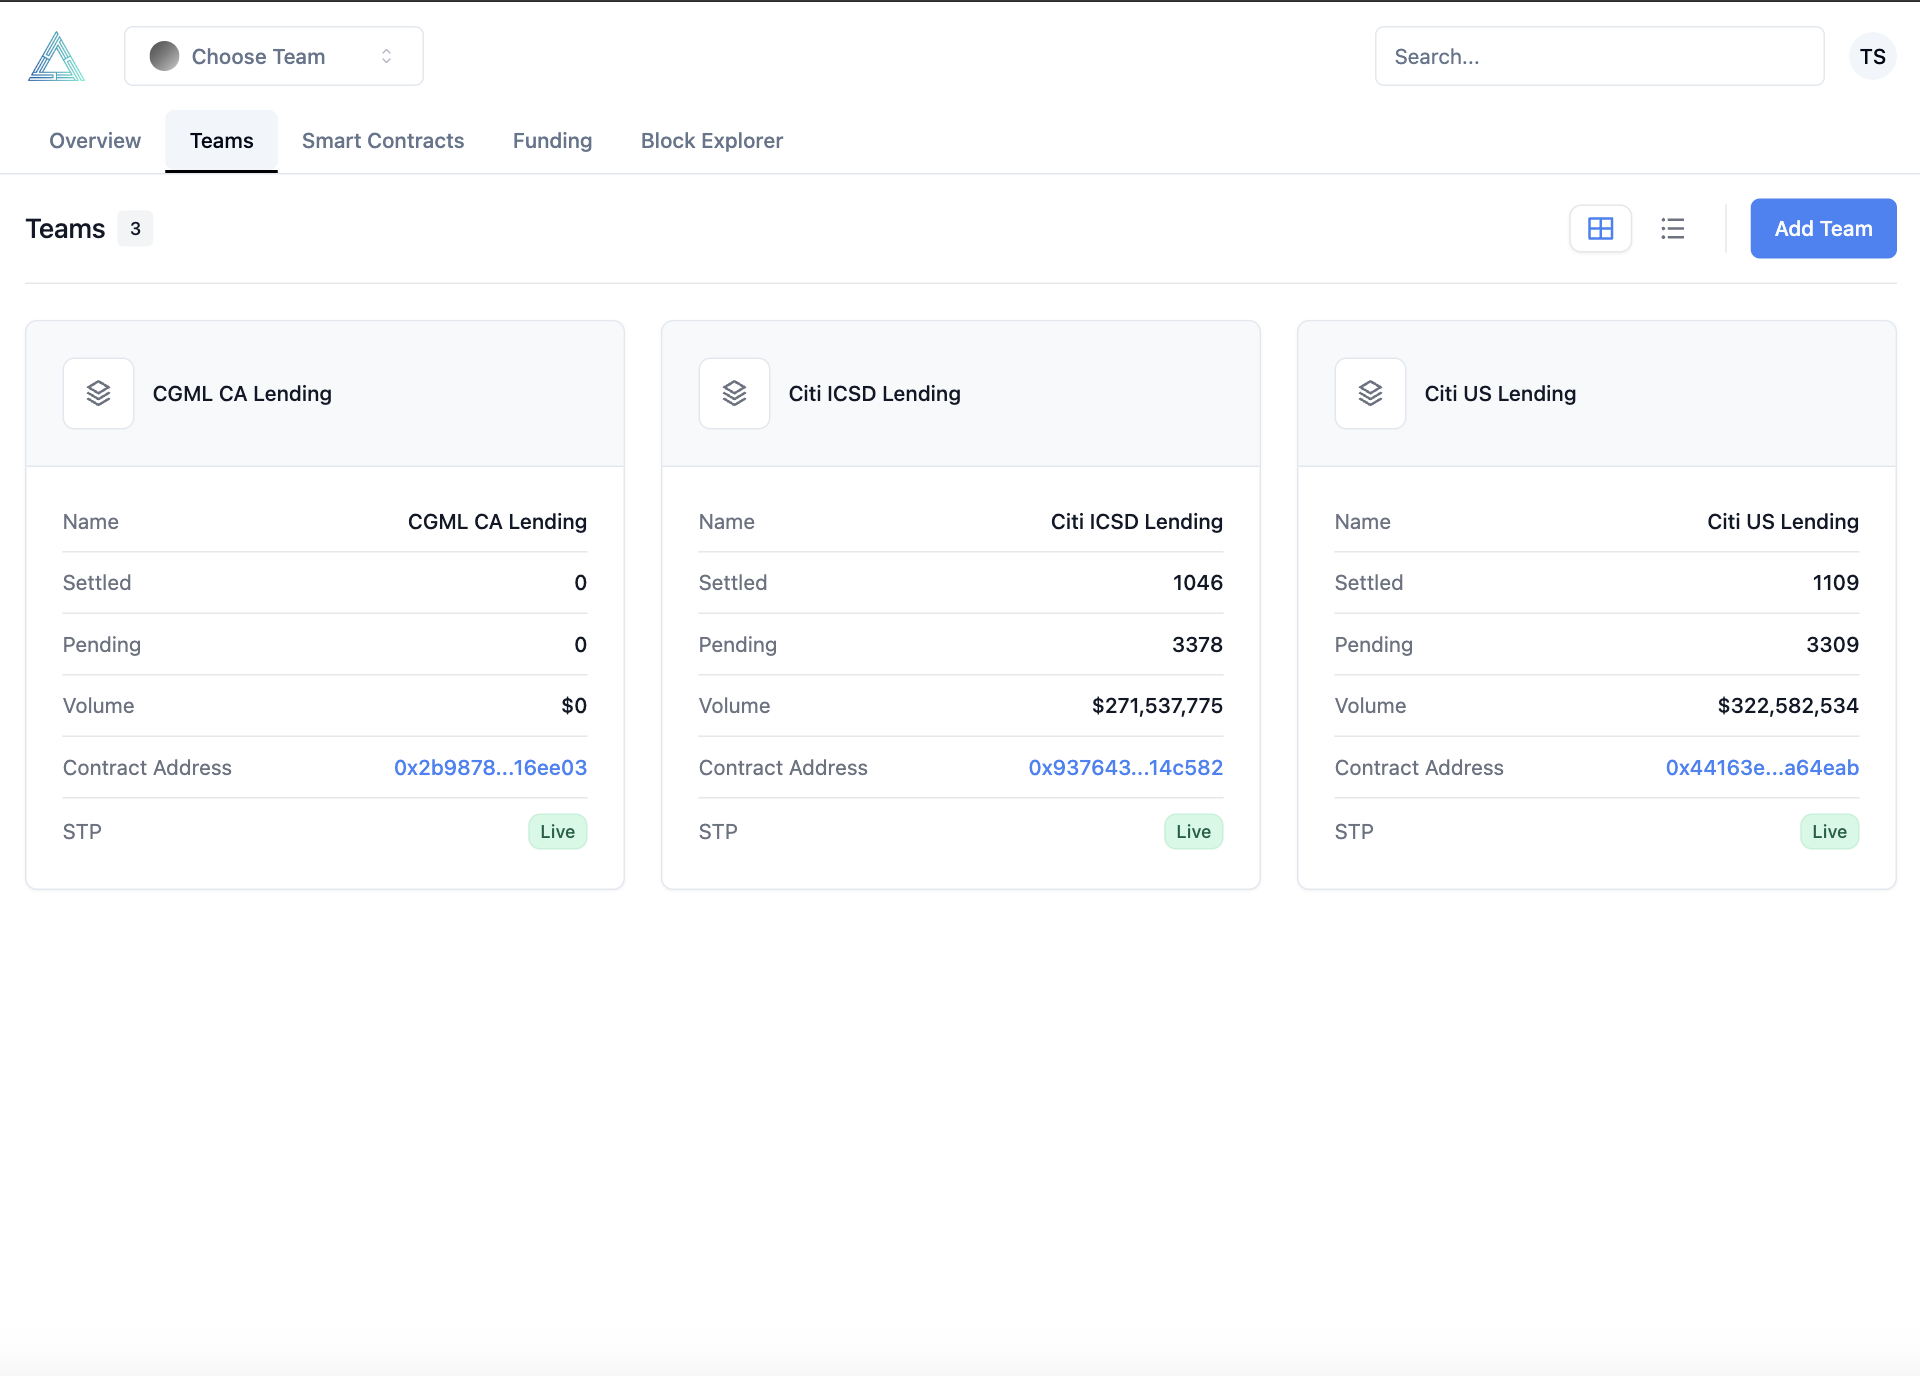 Choose Team
Search...
TS
Overview
Teams
Smart Contracts
Funding
Block Explorer
Teams 3
Add Team
CGML CA Lending
Name CGML CA Lending
Settled 0
Pending 0
Volume $0
Contract Address 0x2b9878...16ee03
STP Live
Citi ICSD Lending
Name Citi ICSD Lending
Settled 1046
Pending 3378
Volume $271,537,775
Contract Address 0x937643...14c582
STP Live
Citi US Lending
Name Citi US Lending
Settled 1109
Pending 3309
Volume $322,582,534
Contract Address 0x44163e...a64eab
STP Live